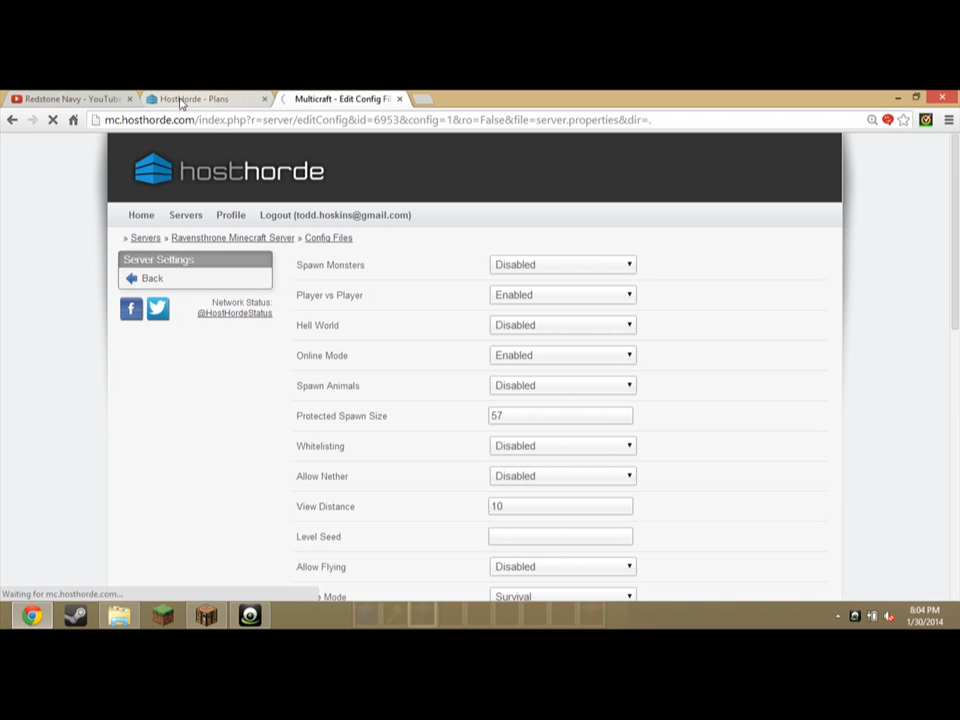 Redstone Navy - YouTub
HostHorde - Plans
Multicraft - Edit Config Fil
mc.hosthorde.com/index.php?r=server/editConfig&id=6953&config=1&ro=False&file=server.properties&dir=.
hosthorde
Home Servers Profile Logout (todd.hoskins@gmail.com)
» Servers » Ravensthrone Minecraft Server » Config Files
Server Settings
Back
Network Status:
@HostHordeStatus
Spawn Monsters Disabled
Player vs Player Enabled
Hell World Disabled
Online Mode Enabled
Spawn Animals Disabled
Protected Spawn Size 57
Whitelisting Disabled
Allow Nether Disabled
View Distance 10
Level Seed
Allow Flying Disabled
Mode Survival
Waiting for mc.hosthorde.com...
8:04 PM
1/30/2014